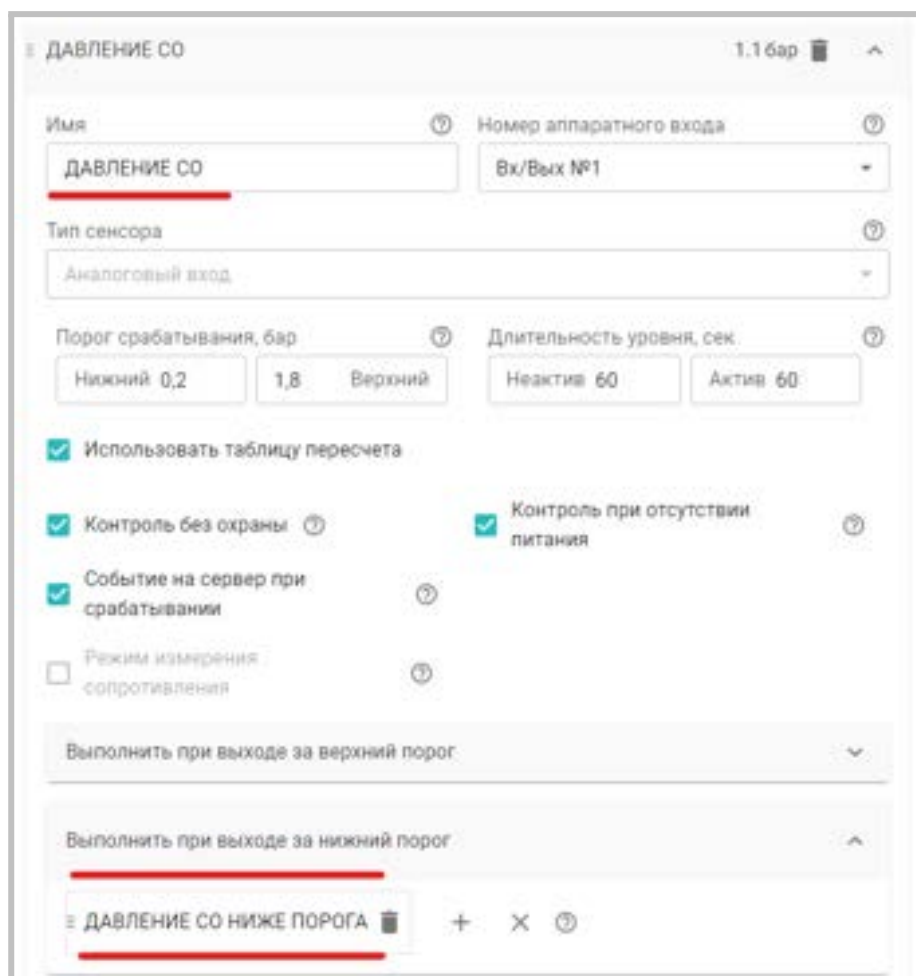 ДАВЛЕНИЕ СО 1.1 бар
Имя Номер аппаратного входа
ДАВЛЕНИЕ СО Вх/Вых №1
Тип сенсора
Аналоговый вход
Порог срабатывания, бар Длительность уровня, сек
Нижний 0,2 1,8 Верхний Неактив 60 Актив 60
Использовать таблицу пересчета
Контроль без охраны Контроль при отсутствии
питания
Событие на сервер при
срабатывании
Режим измерения
сопротивления
Выполнить при выходе за верхний порог
Выполнить при выходе за нижний порог
ДАВЛЕНИЕ СО НИЖЕ ПОРОГА